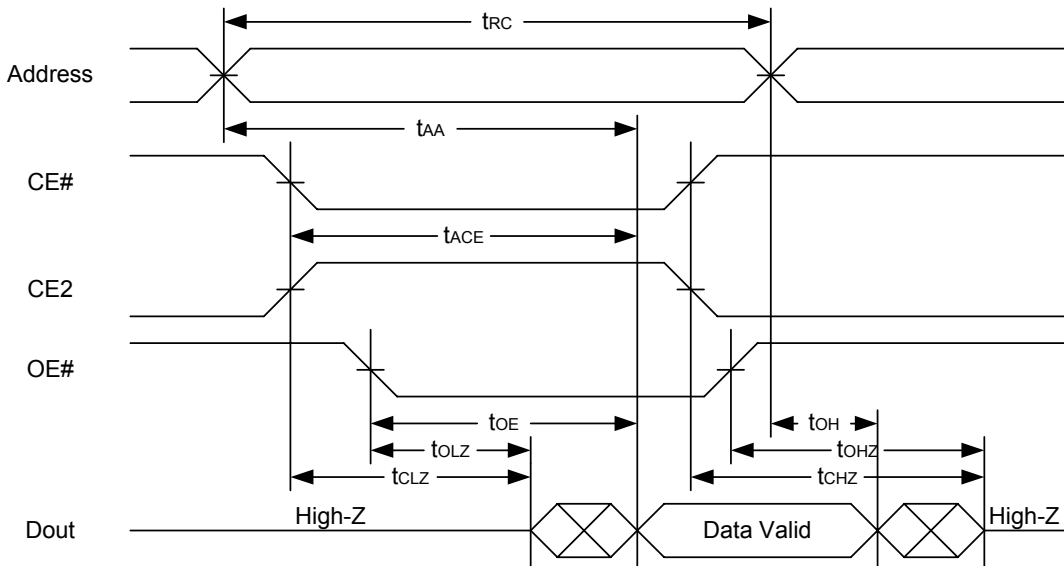 tRC
Address
tAA
CE#
tACE
CE2
OE#
tOE
tOH
tOLZ
tOHZ
tCLZ
tCHZ
High-Z
Data Valid
High-Z
Dout